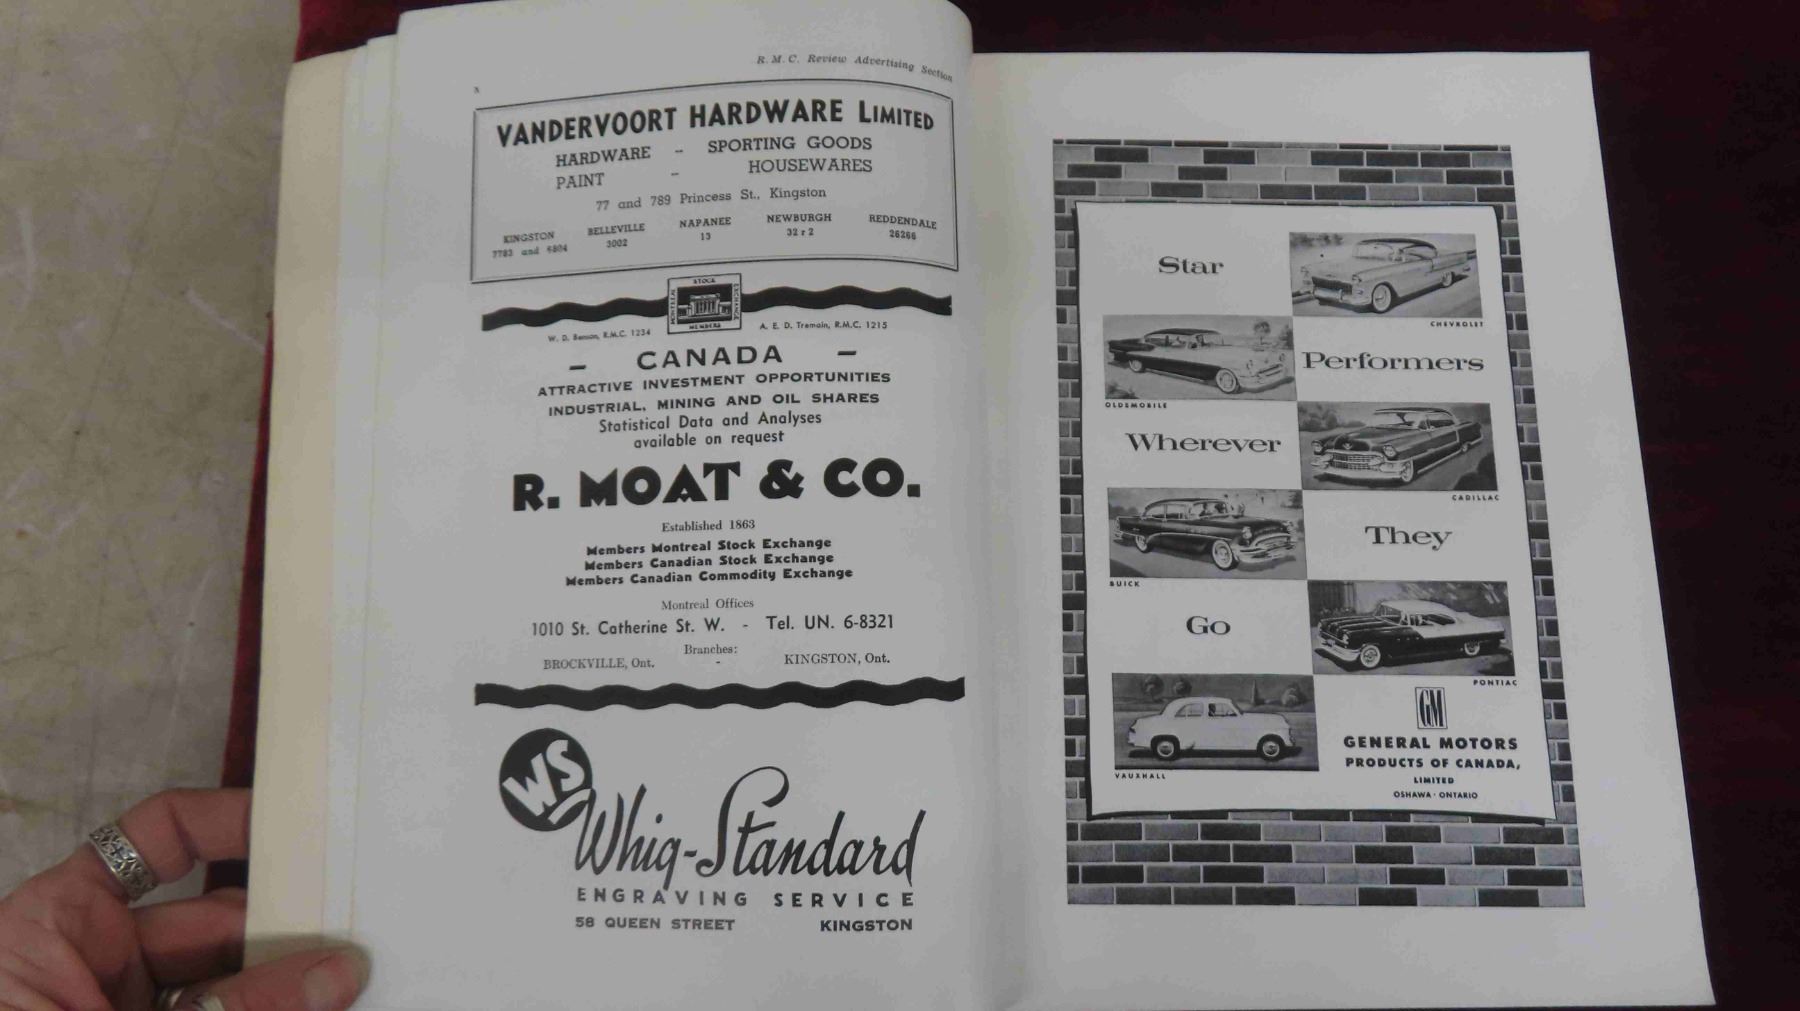 R. M. C. Review Advertising Section
x
VANDERVOORT HARDWARE LIMITED
HARDWARE -- SPORTING GOODS
PAINT -- HOUSEWARES
77 and 789 Princess St., Kingston
KINGSTON BELLEVILLE NAPANEE NEWBURGH REDDENDALE
7783 and 6804 3002 13 32 r 2 26266
STOCK
MONTREAL EXCHANGE
MEMBERS
W. D. Benson, R.M.C. 1234 A. E. D. Tremain, R.M.C. 1215
– CANADA –
ATTRACTIVE INVESTMENT OPPORTUNITIES
INDUSTRIAL, MINING AND OIL SHARES
Statistical Data and Analyses
available on request
R. MOAT & CO.
Established 1863
Members Montreal Stock Exchange
Members Canadian Stock Exchange
Members Canadian Commodity Exchange
Montreal Offices
1010 St. Catherine St. W. - Tel. UN. 6-8321
Branches:
BROCKVILLE, Ont. - KINGSTON, Ont.
WS
Whig-Standard
ENGRAVING SERVICE
58 QUEEN STREET KINGSTON
Star
CHEVROLET
Performers
OLDSMOBILE
Wherever
CADILLAC
They
BUICK
Go
PONTIAC
GM
GENERAL MOTORS
PRODUCTS OF CANADA,
LIMITED
OSHAWA · ONTARIO
VAUXHALL